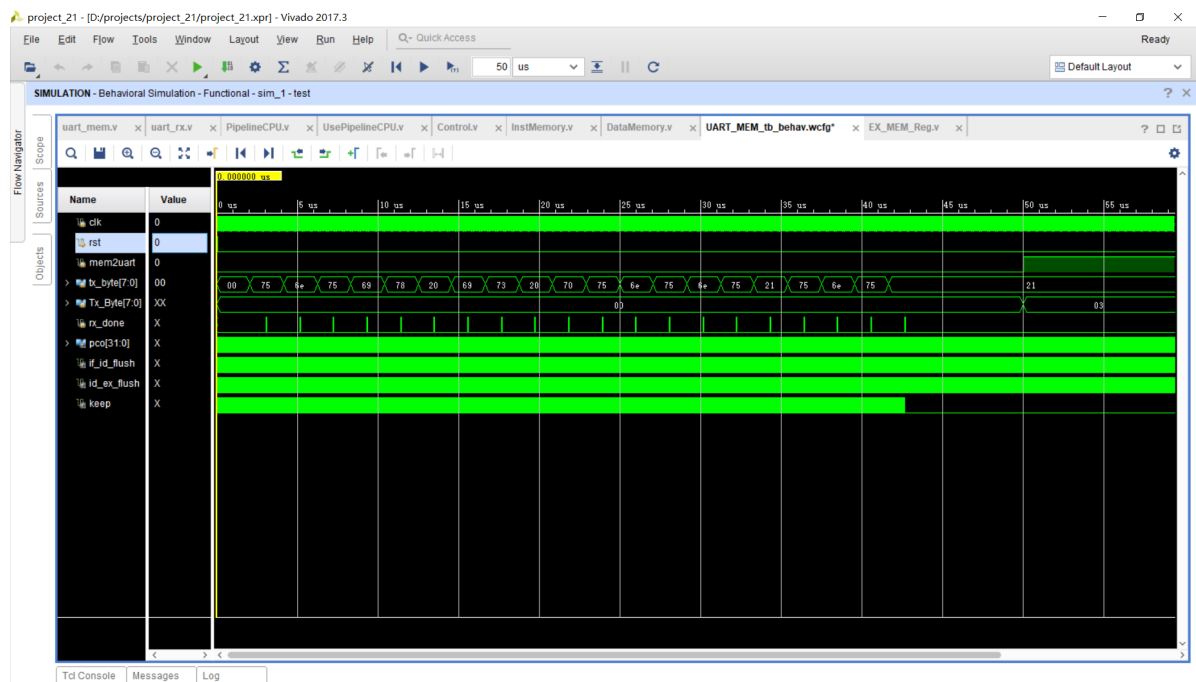 project_21 - [D:/projects/project_21/project_21.xpr] - Vivado 2017.3
File Edit Flow Tools Window Layout View Run Help Q- Quick Access Ready
50 us Default Layout
SIMULATION - Behavioral Simulation - Functional - sim_1 - test ? ×
Flow Navigator
Scope
Sources
Objects
uart_mem.v × uart_rx.v × PipelineCPU.v × UsePipelineCPU.v × Control.v × InstMemory.v × DataMemory.v × UART_MEM_tb_behav.wcfg* × EX_MEM_Reg.v × ?
0.000000 us
Name Value 0 us 5 us 10 us 15 us 20 us 25 us 30 us 35 us 40 us 45 us 50 us 55 us
clk 0
rst 0
mem2uart 0
tx_byte[7:0] 00 00 75 6e 75 69 78 20 69 73 20 70 75 6e 75 6e 75 21 75 6e 75 21
Tx_Byte[7:0] XX 00 03
rx_done X
pco[31:0] X
if_id_flush X
id_ex_flush X
keep X
Tcl Console Messages Log